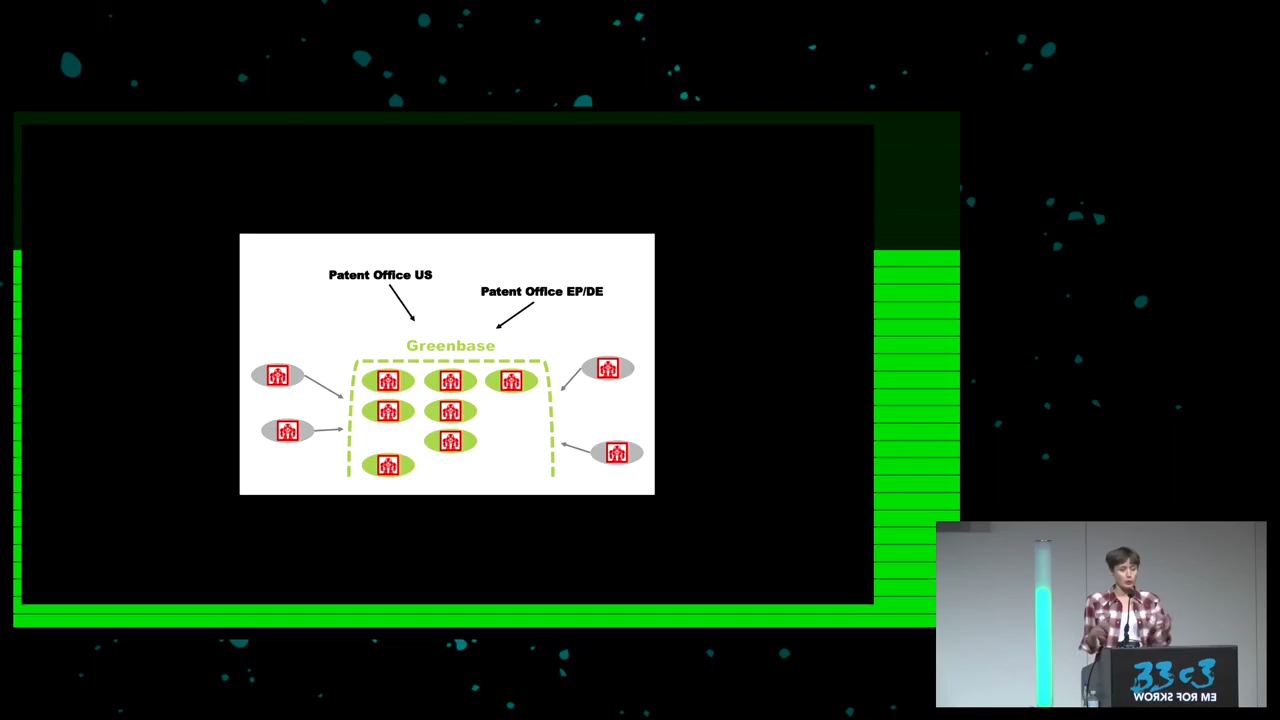 Patent Office US
Patent Office EP/DE
Greenbase
33c3
WORKS FOR ME